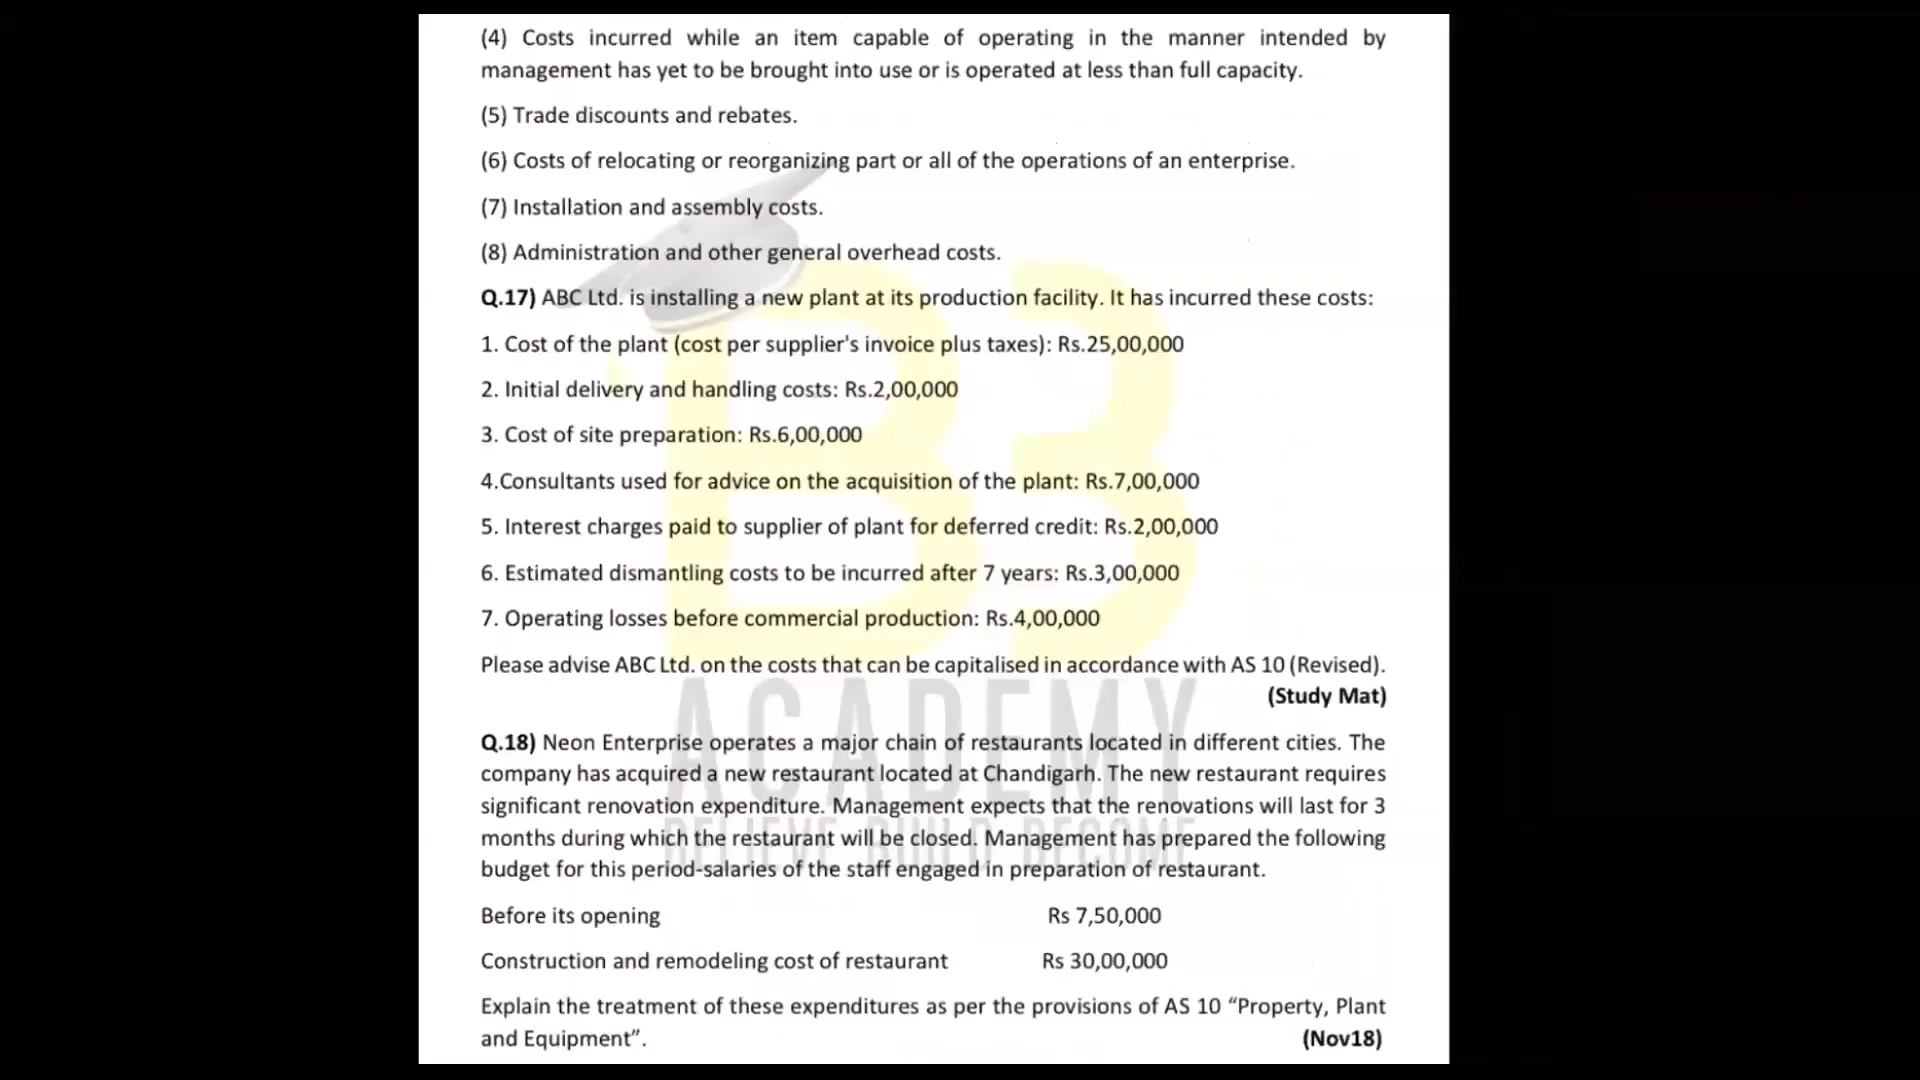 (4) Costs incurred while an item capable of operating in the manner intended by
management has yet to be brought into use or is operated at less than full capacity.
(5) Trade discounts and rebates.
(6) Costs of relocating or reorganizing part or all of the operations of an enterprise.
(7) Installation and assembly costs.
(8) Administration and other general overhead costs.
Q.17) ABC Ltd. is installing a new plant at its production facility. It has incurred these costs:
1. Cost of the plant (cost per supplier's invoice plus taxes): Rs.25,00,000
2. Initial delivery and handling costs: Rs.2,00,000
3. Cost of site preparation: Rs.6,00,000
4.Consultants used for advice on the acquisition of the plant: Rs.7,00,000
5. Interest charges paid to supplier of plant for deferred credit: Rs.2,00,000
6. Estimated dismantling costs to be incurred after 7 years: Rs.3,00,000
7. Operating losses before commercial production: Rs.4,00,000
Please advise ABC Ltd. on the costs that can be capitalised in accordance with AS 10 (Revised).
(Study Mat)
Q.18) Neon Enterprise operates a major chain of restaurants located in different cities. The
company has acquired a new restaurant located at Chandigarh. The new restaurant requires
significant renovation expenditure. Management expects that the renovations will last for 3
months during which the restaurant will be closed. Management has prepared the following
budget for this period-salaries of the staff engaged in preparation of restaurant.
Before its opening Rs 7,50,000
Construction and remodeling cost of restaurant Rs 30,00,000
Explain the treatment of these expenditures as per the provisions of AS 10 “Property, Plant
and Equipment”. (Nov18)
B3
ACADEMY
BELIEVE BUILD BECOME